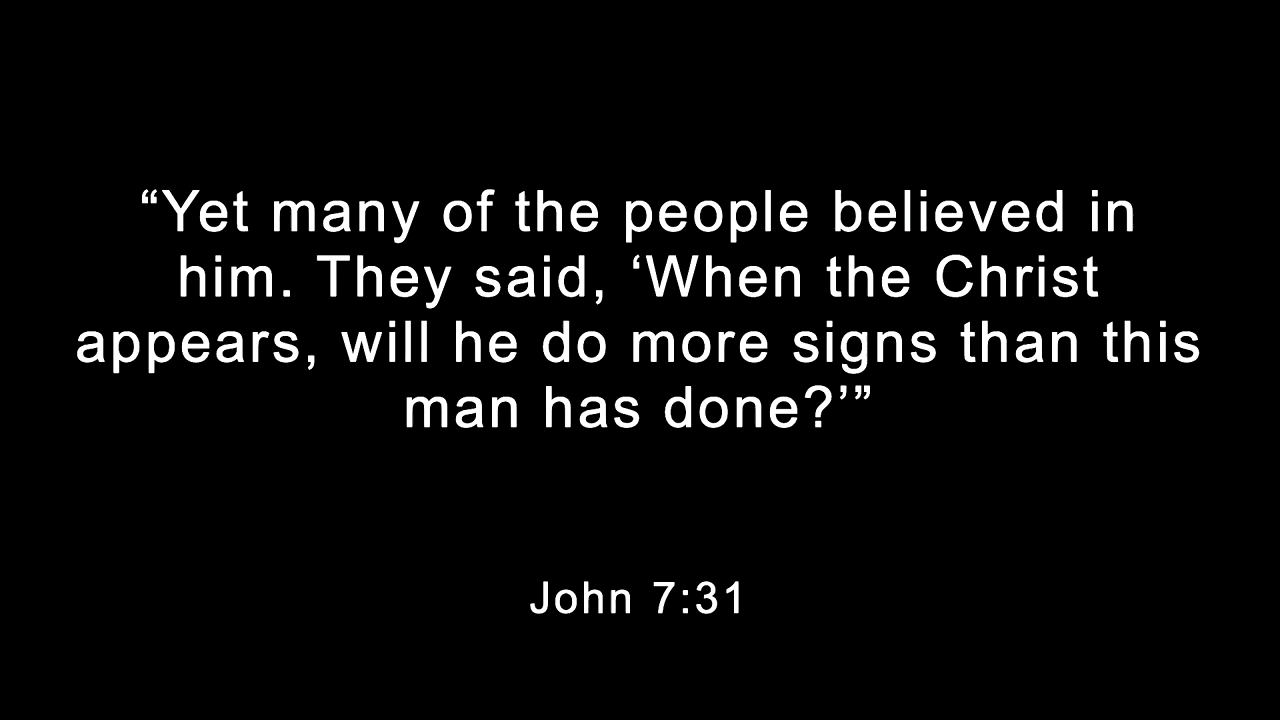 “Yet many of the people believed in
him. They said, ‘When the Christ
appears, will he do more signs than this
man has done?’”
John 7:31